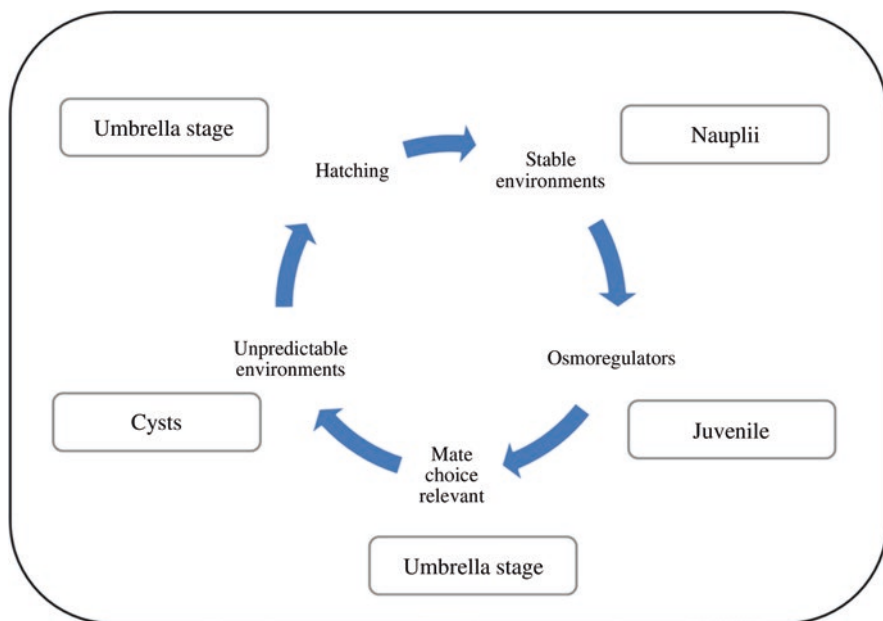 Umbrella stage
Nauplii
Hatching
Stable
environments
Unpredictable
environments
Osmoregulators
Cysts
Juvenile
Mate
choice
relevant
Umbrella stage